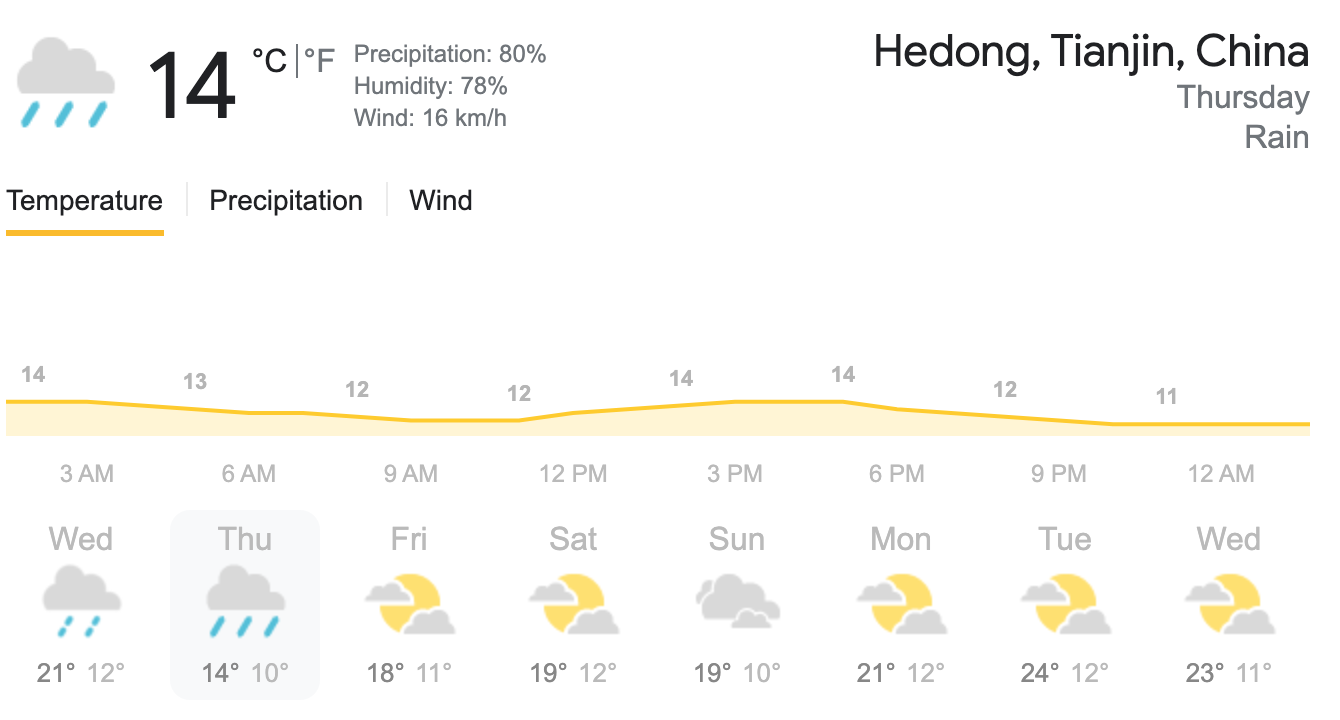 14 °C | °F
Precipitation: 80%
Humidity: 78%
Wind: 16 km/h
Hedong, Tianjin, China
Thursday
Rain
Temperature Precipitation Wind
14 13 12 12 14 14 12 11
3 AM 6 AM 9 AM 12 PM 3 PM 6 PM 9 PM 12 AM
Wed Thu Fri Sat Sun Mon Tue Wed
21° 12° 14° 10° 18° 11° 19° 12° 19° 10° 21° 12° 24° 12° 23° 11°